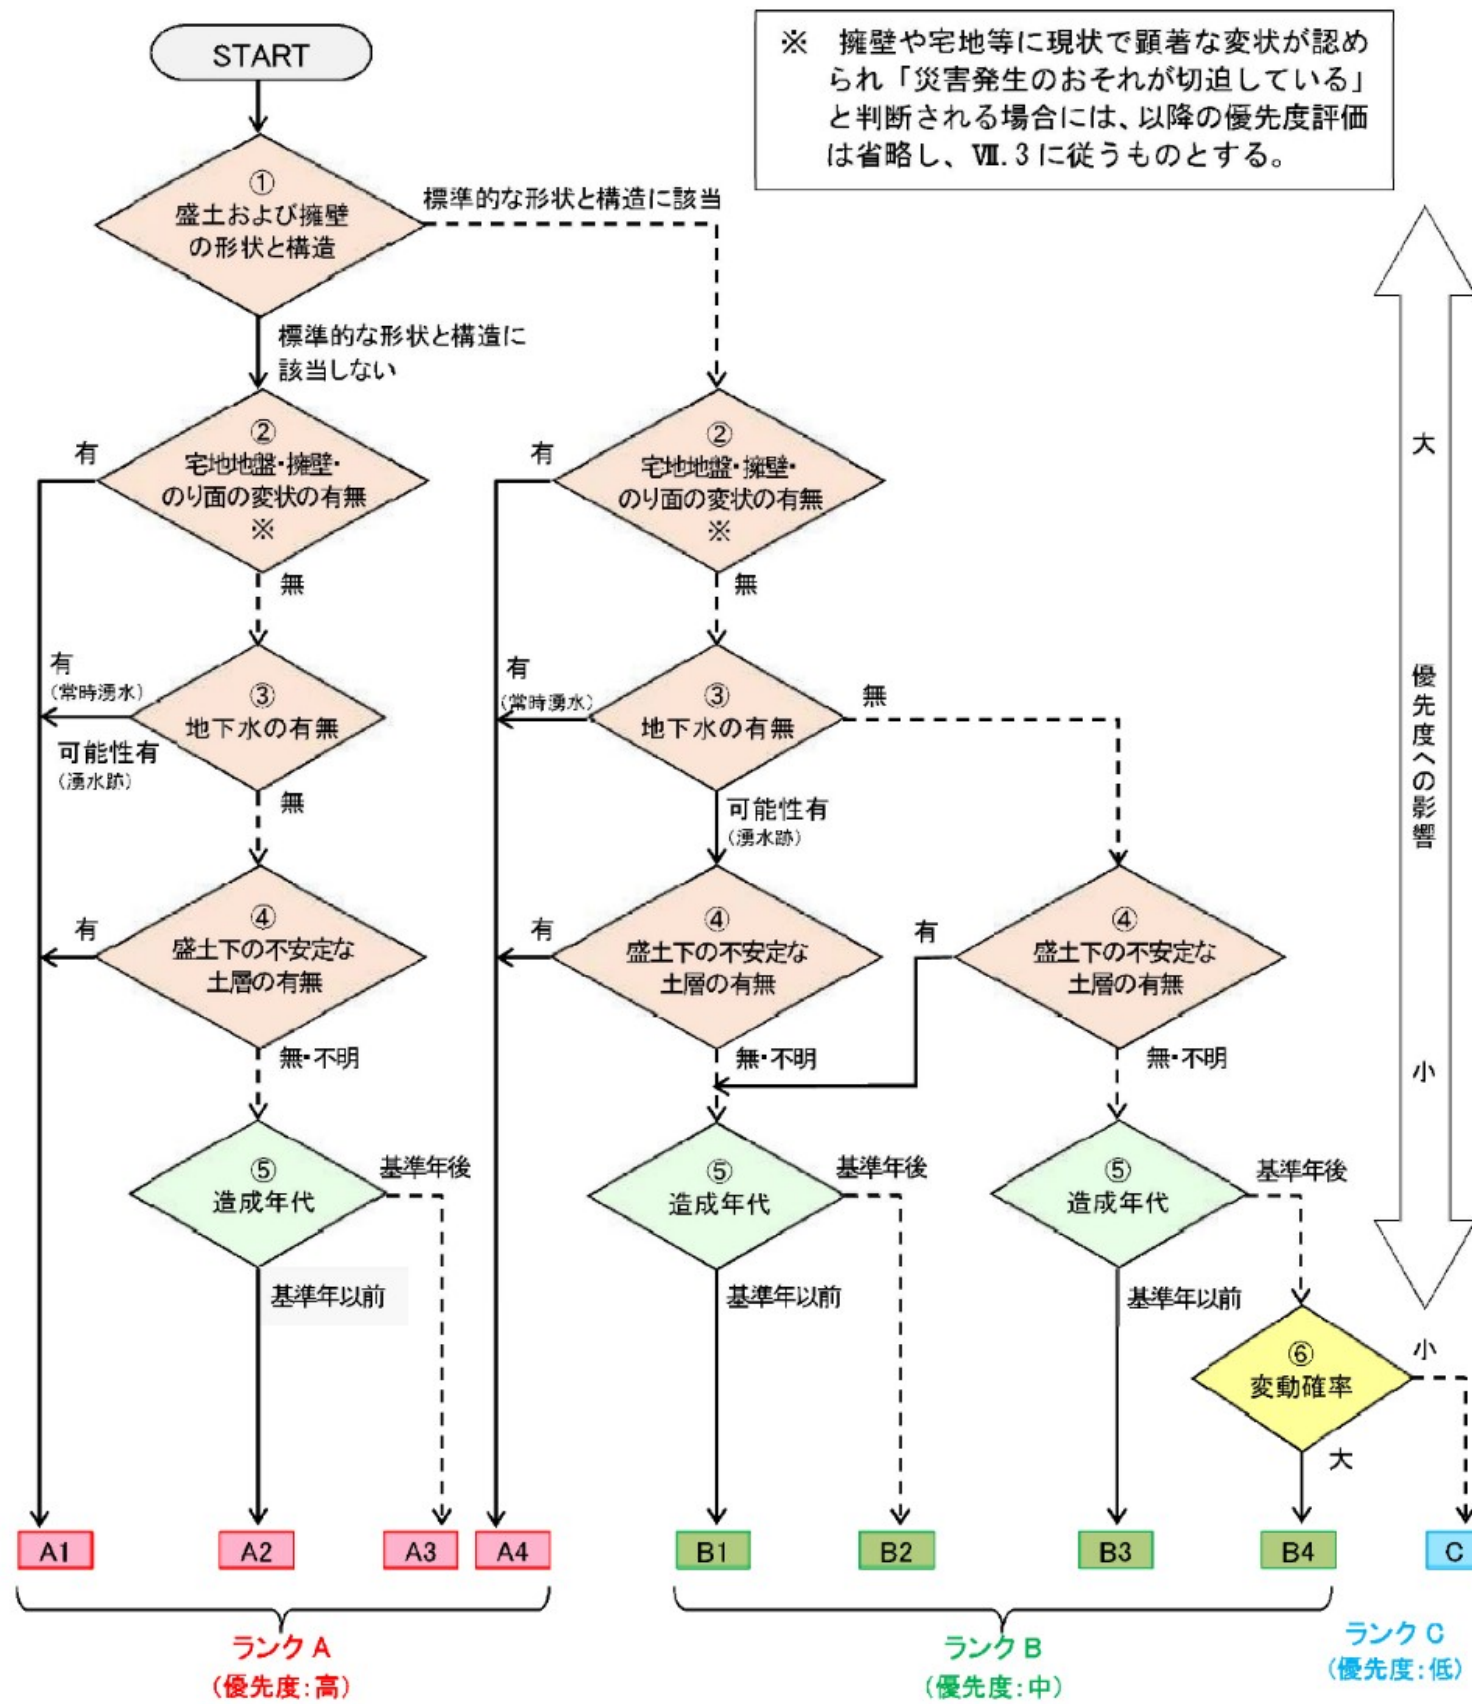 START
※ 擁壁や宅地等に現状で顕著な変状が認め
られ「災害発生のおそれが切迫している」
と判断される場合には、以降の優先度評価
は省略し、Ⅶ.3に従うものとする。
①
盛土および擁壁
の形状と構造
標準的な形状と構造に該当
標準的な形状と構造に
該当しない
②
宅地地盤・擁壁・
のり面の変状の有無
※
有
無
②
宅地地盤・擁壁・
のり面の変状の有無
※
有
無
大
優先度への影響
小
③
地下水の有無
有
(常時湧水)
可能性有
(湧水跡)
無
③
地下水の有無
有
(常時湧水)
無
可能性有
(湧水跡)
④
盛土下の不安定な
土層の有無
有
無・不明
④
盛土下の不安定な
土層の有無
有
無・不明
④
盛土下の不安定な
土層の有無
有
無・不明
⑤
造成年代
基準年後
基準年以前
⑤
造成年代
基準年後
基準年以前
⑤
造成年代
基準年後
基準年以前
⑥
変動確率
小
大
A1
A2
A3
A4
B1
B2
B3
B4
C
ランクA
(優先度:高)
ランクB
(優先度:中)
ランクC
(優先度:低)